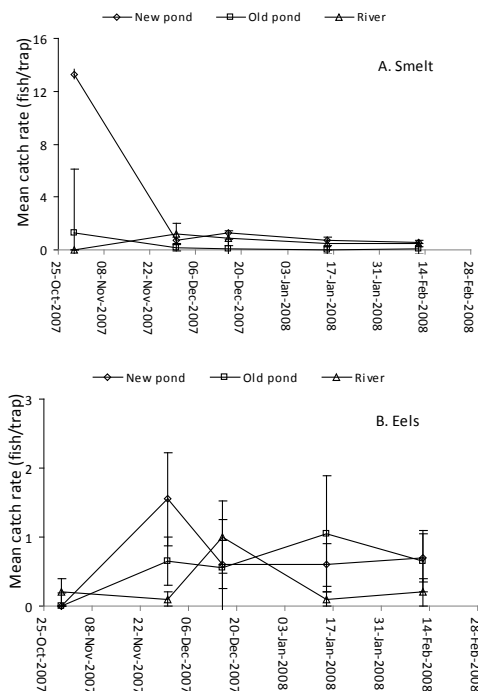 New pond Old pond River
A. Smelt
Mean catch rate (fish/trap)
16
12
8
4
0
25-Oct-2007
08-Nov-2007
22-Nov-2007
06-Dec-2007
20-Dec-2007
03-Jan-2008
17-Jan-2008
31-Jan-2008
14-Feb-2008
28-Feb-2008
New pond Old pond River
B. Eels
Mean catch rate (fish/trap)
3
2
1
0
25-Oct-2007
08-Nov-2007
22-Nov-2007
06-Dec-2007
20-Dec-2007
03-Jan-2008
17-Jan-2008
31-Jan-2008
14-Feb-2008
28-Feb-2008